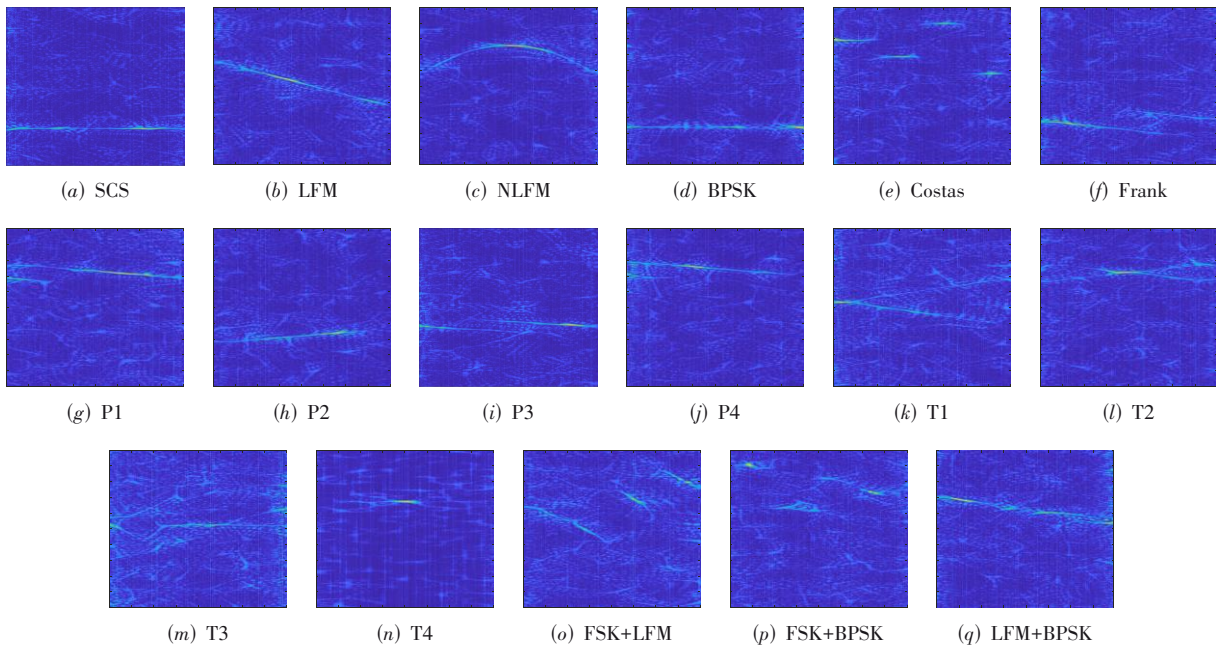 (a) SCS
(b) LFM
(c) NLFM
(d) BPSK
(e) Costas
(f) Frank
(g) P1
(h) P2
(i) P3
(j) P4
(k) T1
(l) T2
(m) T3
(n) T4
(o) FSK+LFM
(p) FSK+BPSK
(q) LFM+BPSK